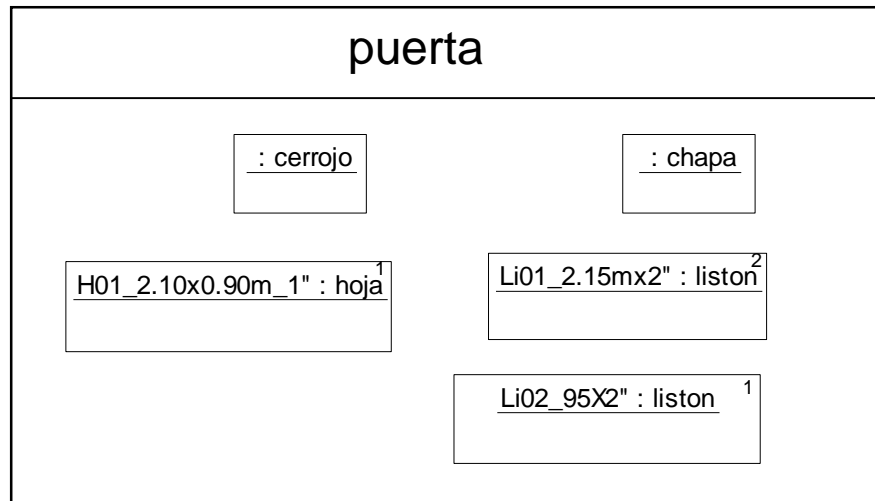 puerta
: cerrojo
: chapa
H01_2.10x0.90m_1" : hoja 1
Li01_2.15mx2" : liston 2
Li02_95X2" : liston 1